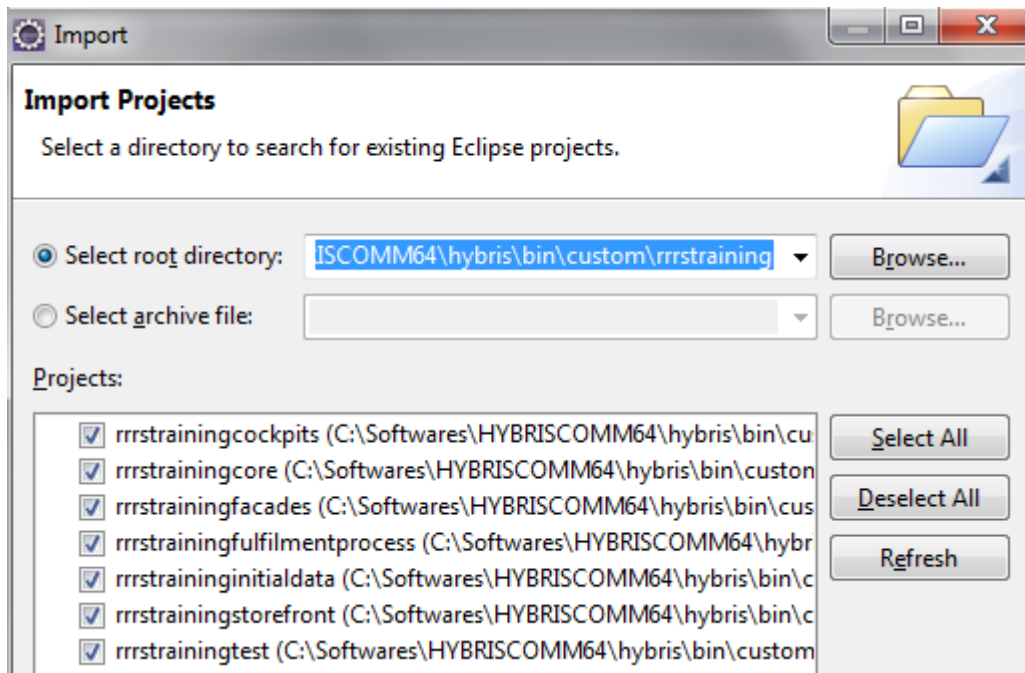 Import
Import Projects
Select a directory to search for existing Eclipse projects.
Select root directory: ISCOMM64\hybris\bin\custom\rrrstraining Browse...
Select archive file: Browse...
Projects:
rrrstrainingcockpits (C:\Softwares\HYBRISCOMM64\hybris\bin\cu
rrrstrainingcore (C:\Softwares\HYBRISCOMM64\hybris\bin\custom
rrrstrainingfacades (C:\Softwares\HYBRISCOMM64\hybris\bin\cus
rrrstrainingfulfilmentprocess (C:\Softwares\HYBRISCOMM64\hybr
rrrstraininginitialdata (C:\Softwares\HYBRISCOMM64\hybris\bin\c
rrrstrainingstorefront (C:\Softwares\HYBRISCOMM64\hybris\bin\c
rrrstrainingtest (C:\Softwares\HYBRISCOMM64\hybris\bin\custom
Select All
Deselect All
Refresh